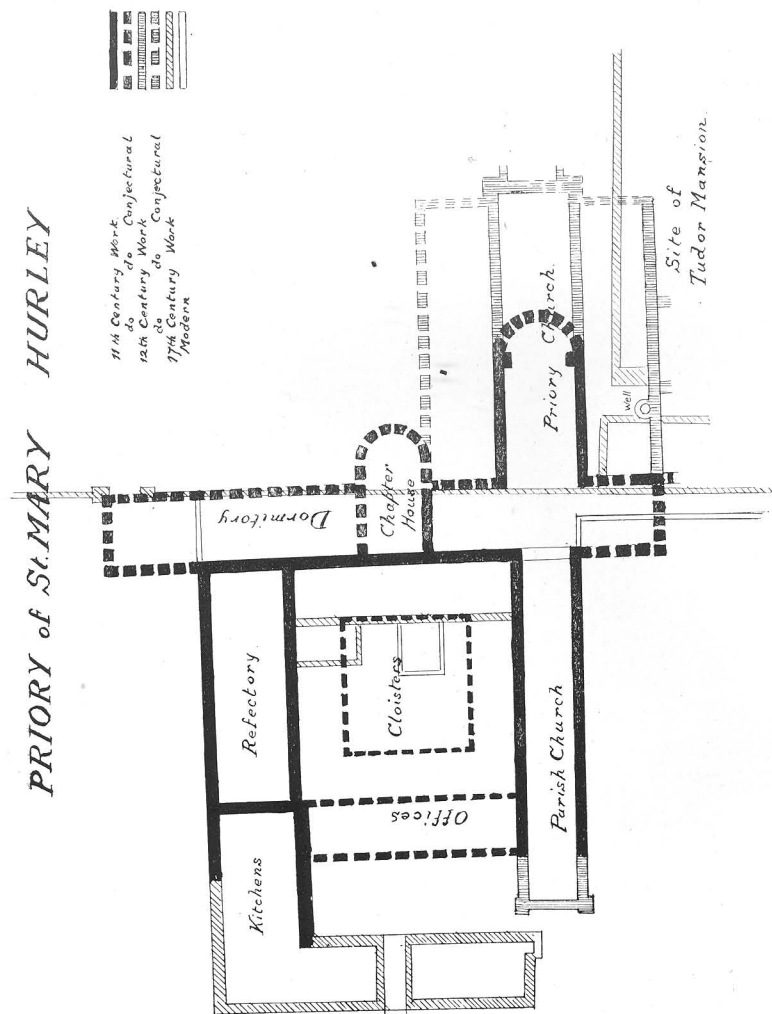 PRIORY of St. MARY HURLEY
11th Century Work.
do do Conjectural
12th Century Work
do do Conjectural
17th Century Work
Modern
Dormitory
Chapter
House
Priory Church.
Well
Site of
Tudor Mansion.
Refectory
Cloisters
Offices
Kitchens
Parish Church